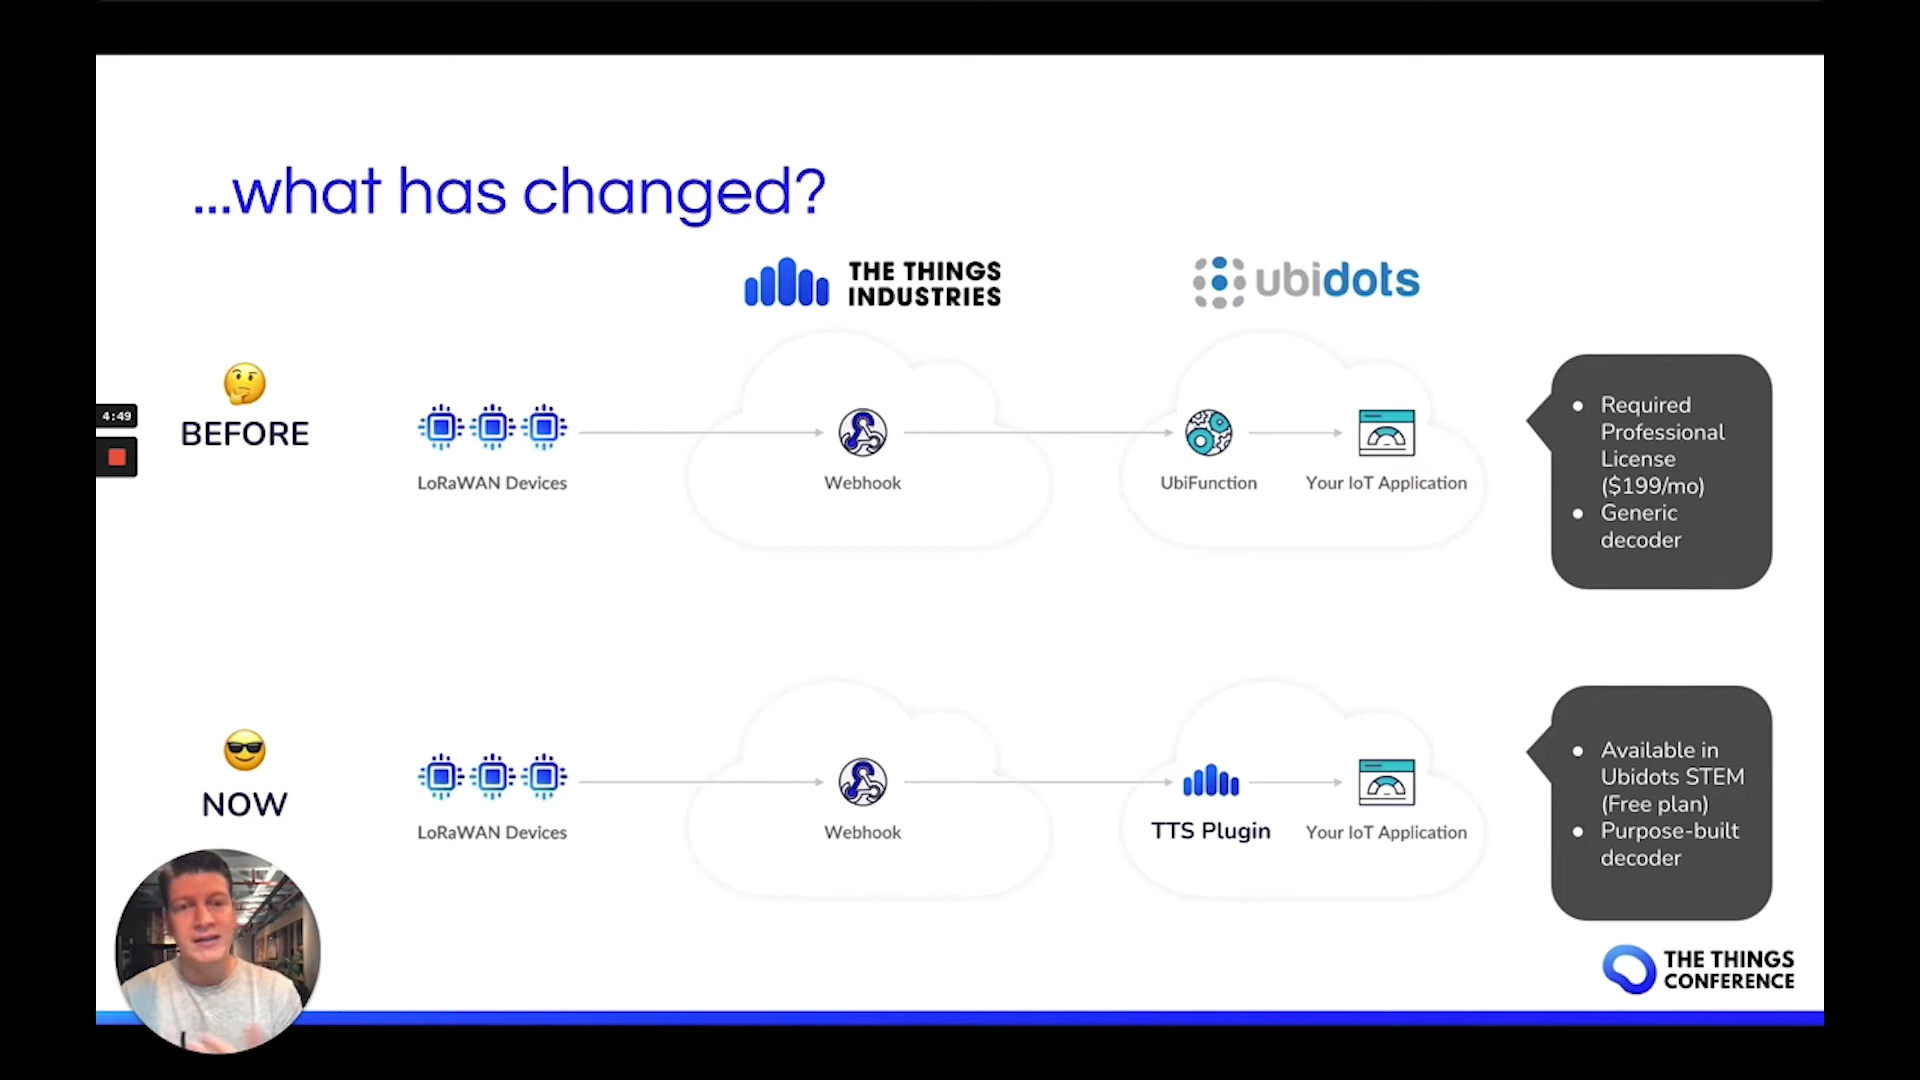 ...what has changed?
THE THINGS
INDUSTRIES
ubidots
BEFORE
4:49
LoRaWAN Devices
Webhook
UbiFunction
Your IoT Application
● Required
Professional
License
($199/mo)
● Generic
decoder
NOW
LoRaWAN Devices
Webhook
TTS Plugin
Your IoT Application
● Available in
Ubidots STEM
(Free plan)
● Purpose-built
decoder
THE THINGS
CONFERENCE